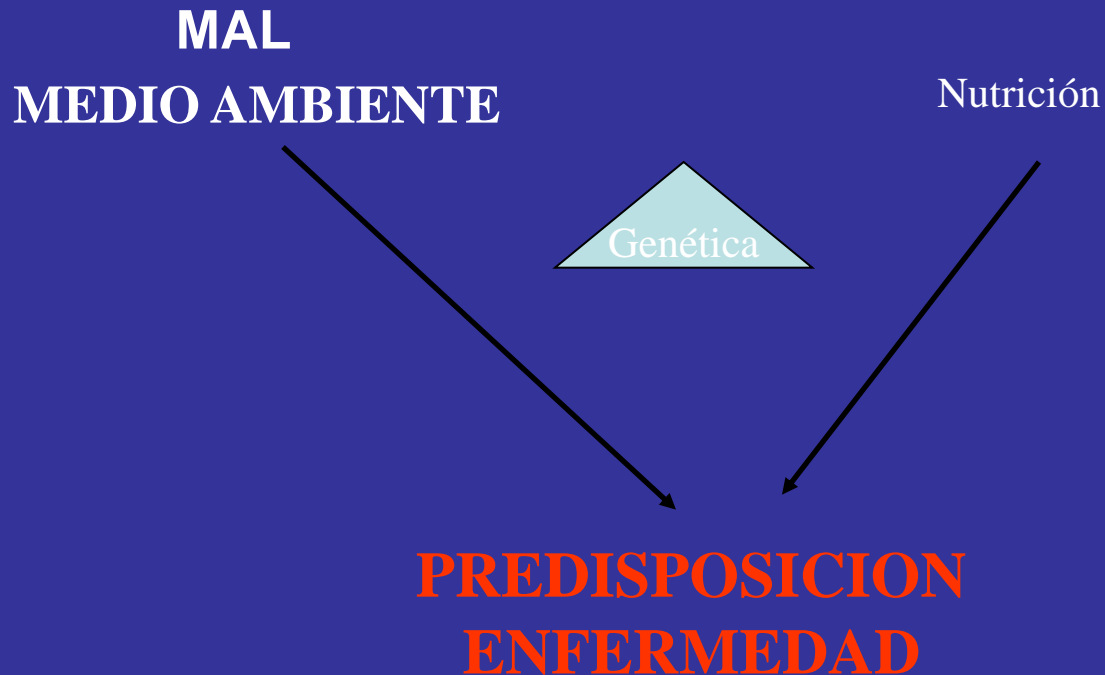 MAL
MEDIO AMBIENTE
Nutrición
Genética
PREDISPOSICION
ENFERMEDAD